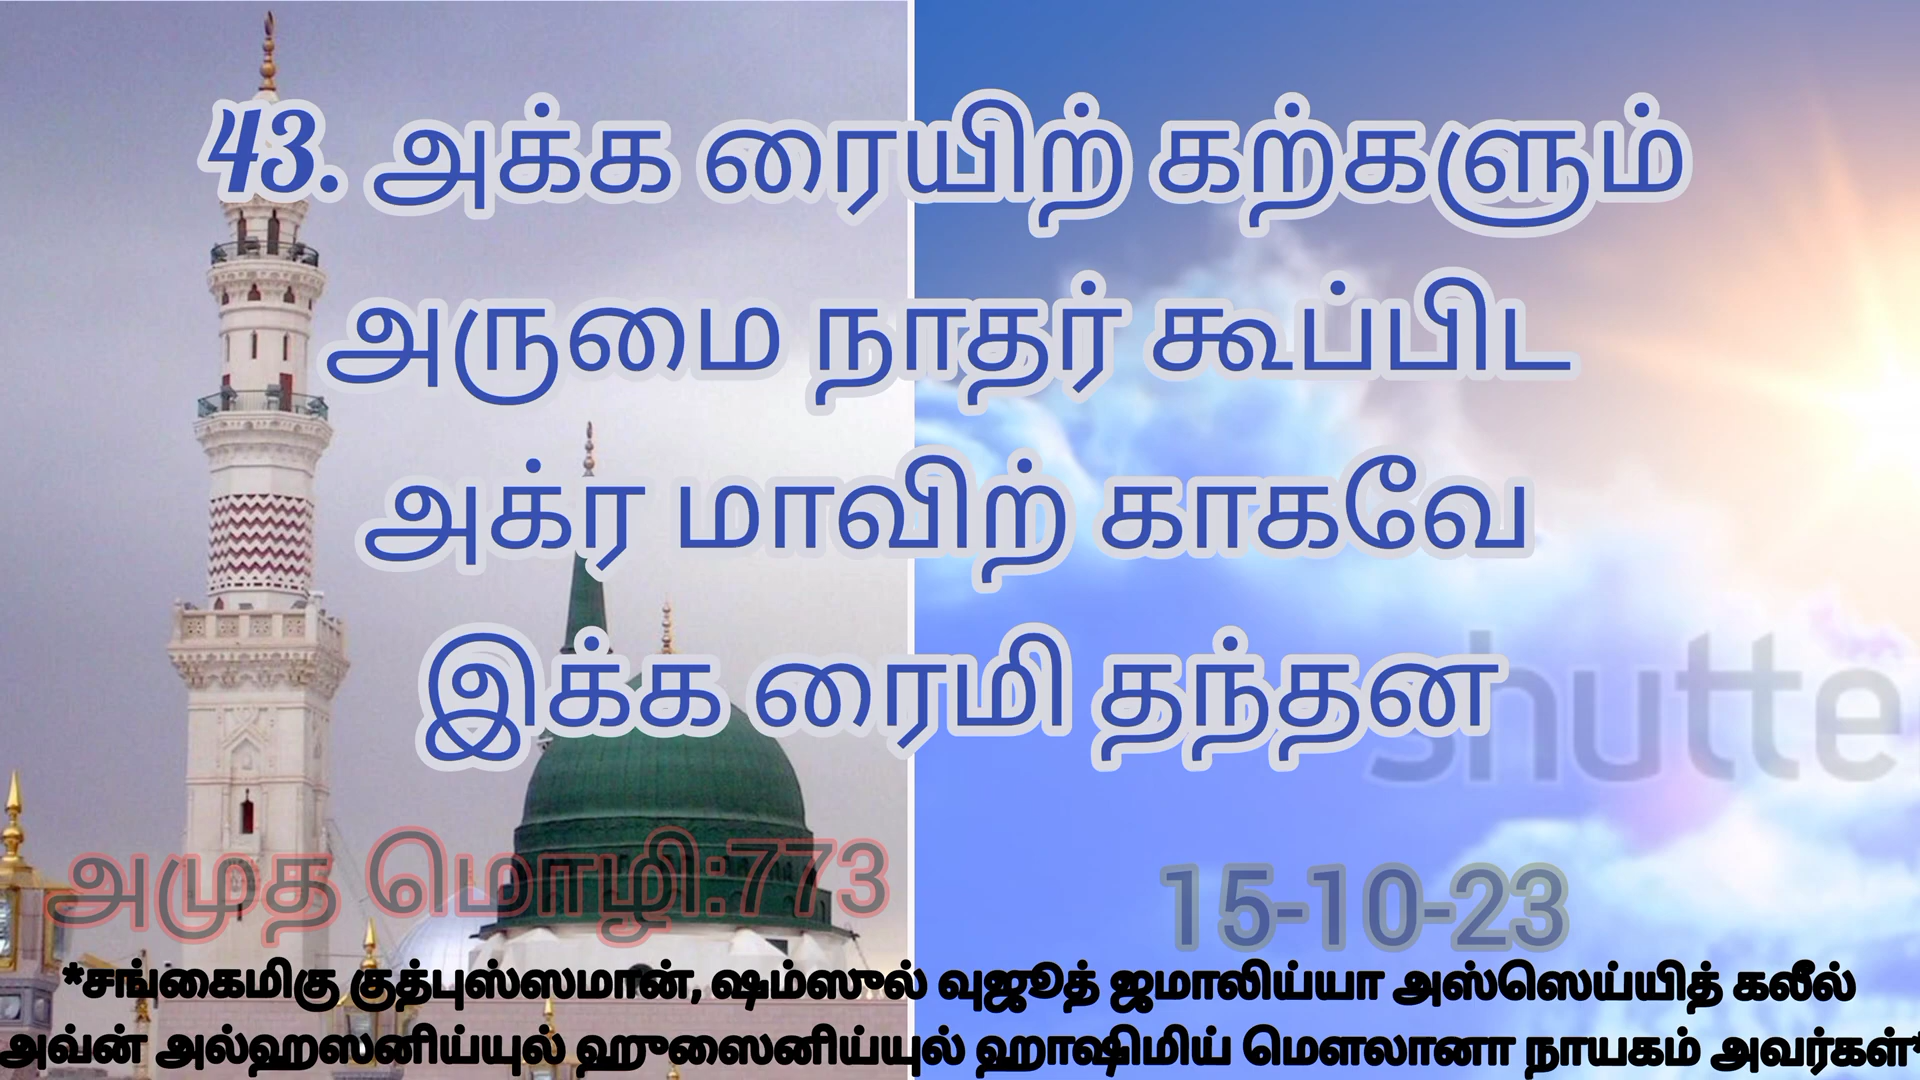 43. அக்க ரையிற் கற்களும்
அருமை நாதர் கூப்பிட
அக்ர மாவிற் காகவே
இக்க ரைமி தந்தன
shutte
அமுத மொழி:773
15-10-23
*சங்கைமிகு குத்புஸ்ஸமான், ஷம்ஸுல் வுஜூத் ஜமாலிய்யா அஸ்ஸெய்யித் கலீல்
அவ்ன் அல்ஹஸனிய்யுல் ஹுஸைனிய்யுல் ஹாஷிமிய் மௌலானா நாயகம் அவர்கள்*